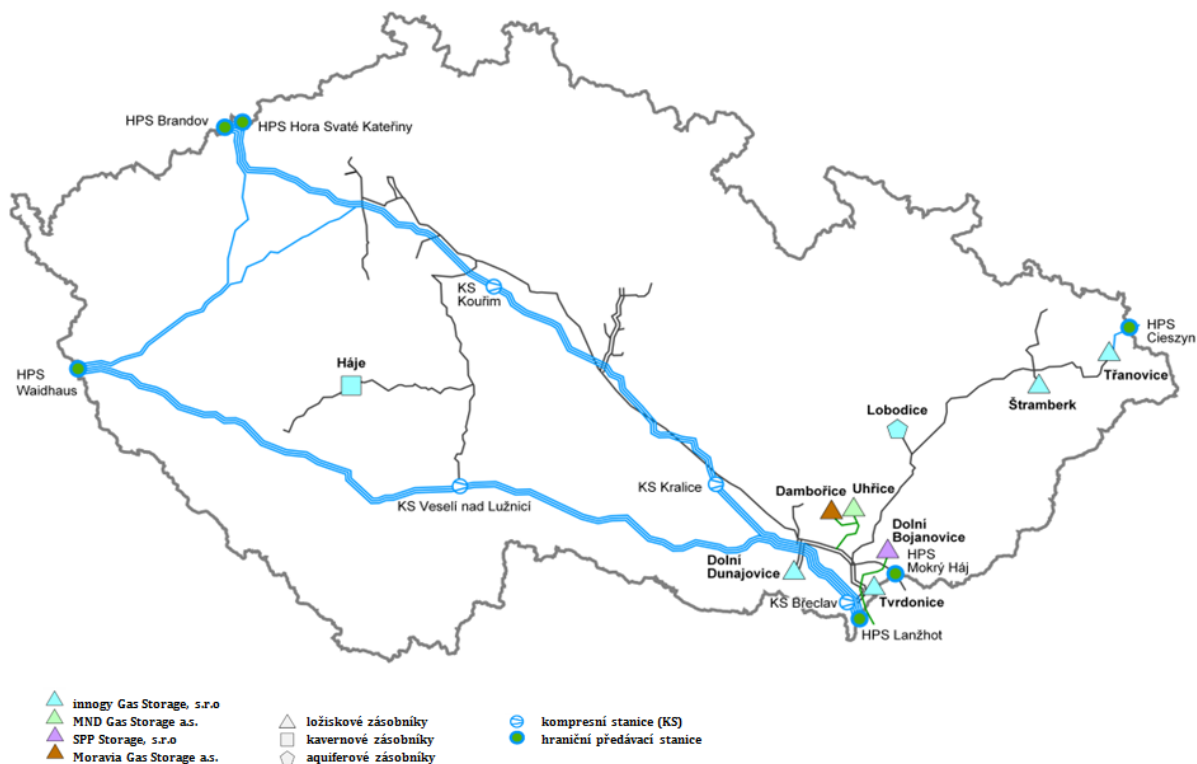 HPS Brandov
HPS Hora Svaté Kateřiny
KS
Kouřim
HPS
Cieszyn
Třanovice
HPS
Waidhaus
Háje
Štramberk
Lobodice
KS Kralice
Dambořice
Uhřice
KS Veselí nad Lužnicí
Dolní
Bojanovice
HPS
Mokrý Háj
Dolní
Dunajovice
KS Břeclav
Tvrdonice
HPS Lanžhot
innogy Gas Storage, s.r.o
MND Gas Storage a.s.
SPP Storage, s.r.o
Moravia Gas Storage a.s.
ložiskové zásobníky
kavernové zásobníky
aquiferové zásobníky
kompresní stanice (KS)
hraniční předávací stanice